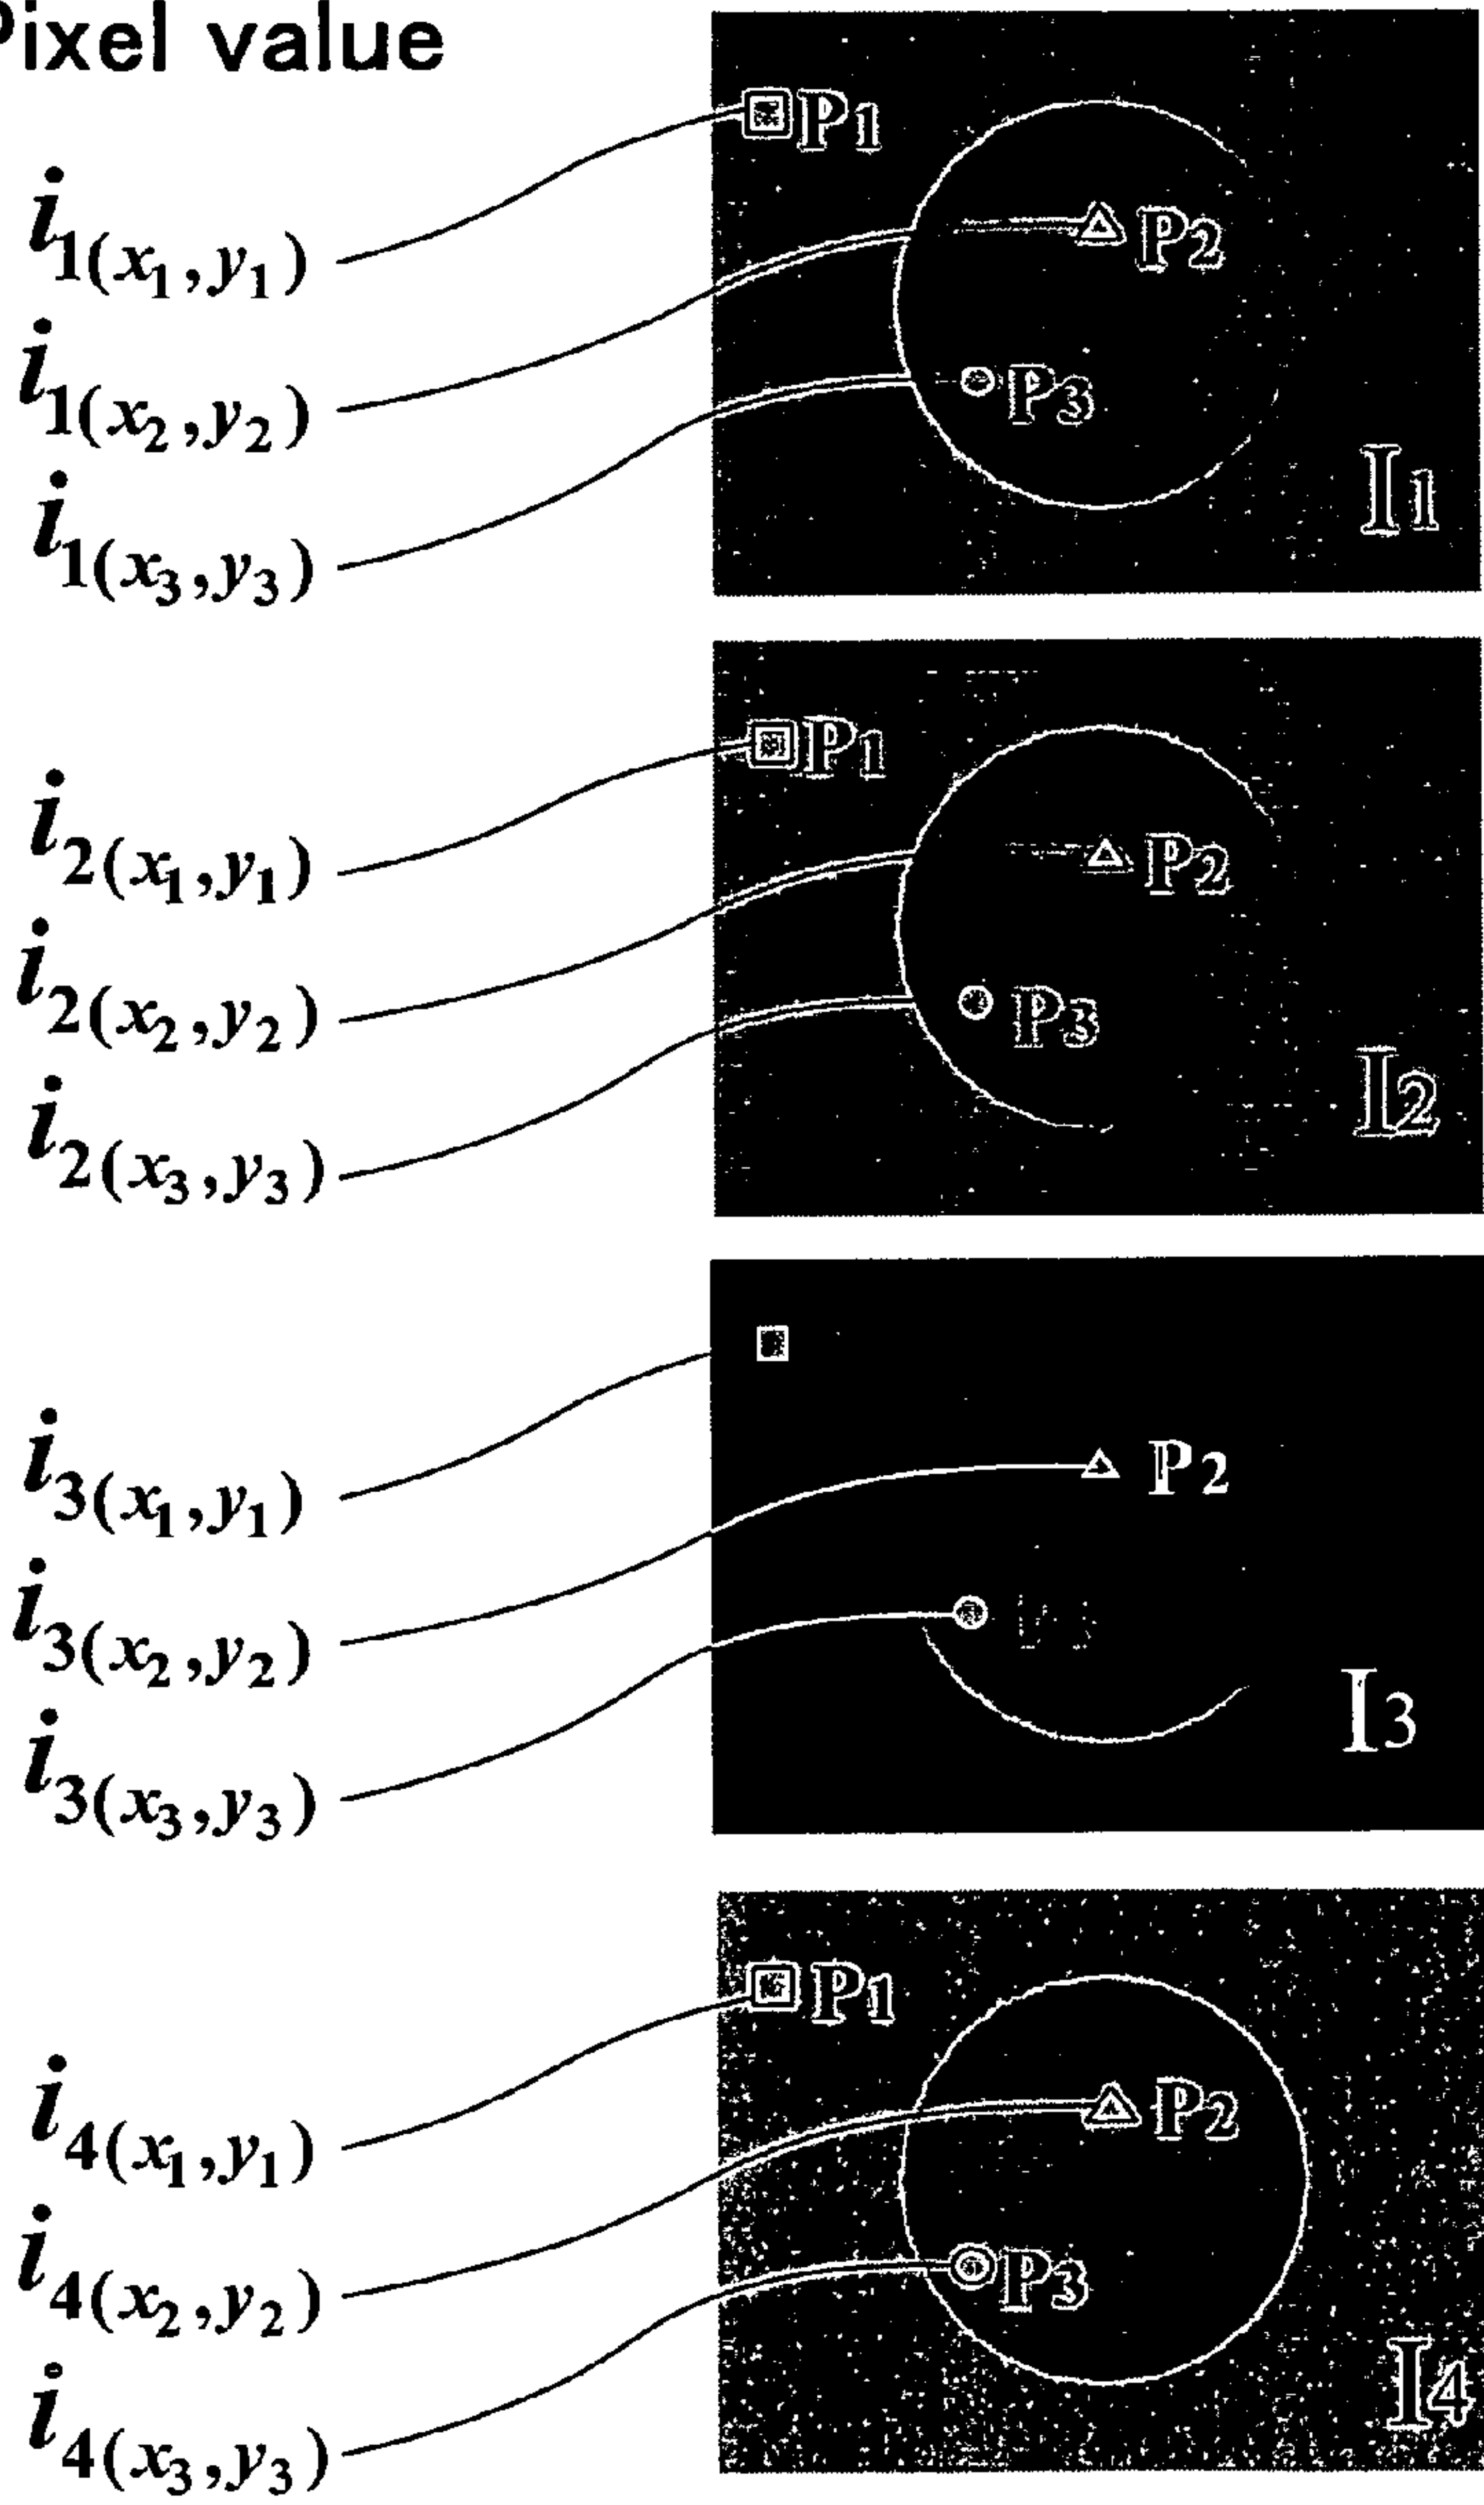 Pixel value
P1
i1(x1,y1)
P2
i1(x2,y2)
P3
i1(x3,y3)
I1
P1
i2(x1,y1)
P2
i2(x2,y2)
P3
i2(x3,y3)
I2
i3(x1,y1)
P2
i3(x2,y2)
i3(x3,y3)
I3
P1
i4(x1,y1)
P2
i4(x2,y2)
P3
i4(x3,y3)
I4